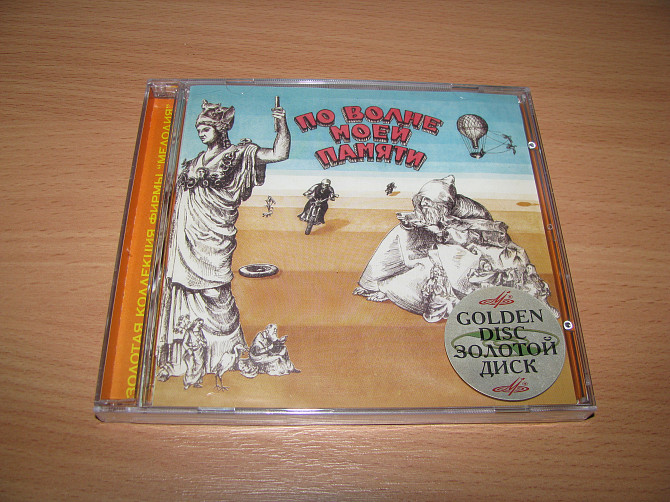 ЗОЛОТАЯ КОЛЛЕКЦИЯ ФИРМЫ "МЕЛОДИЯ"
ПО ВОЛНЕ
МОЕЙ
ПАМЯТИ
GOLDEN
DISC
ЗОЛОТОЙ
ДИСК